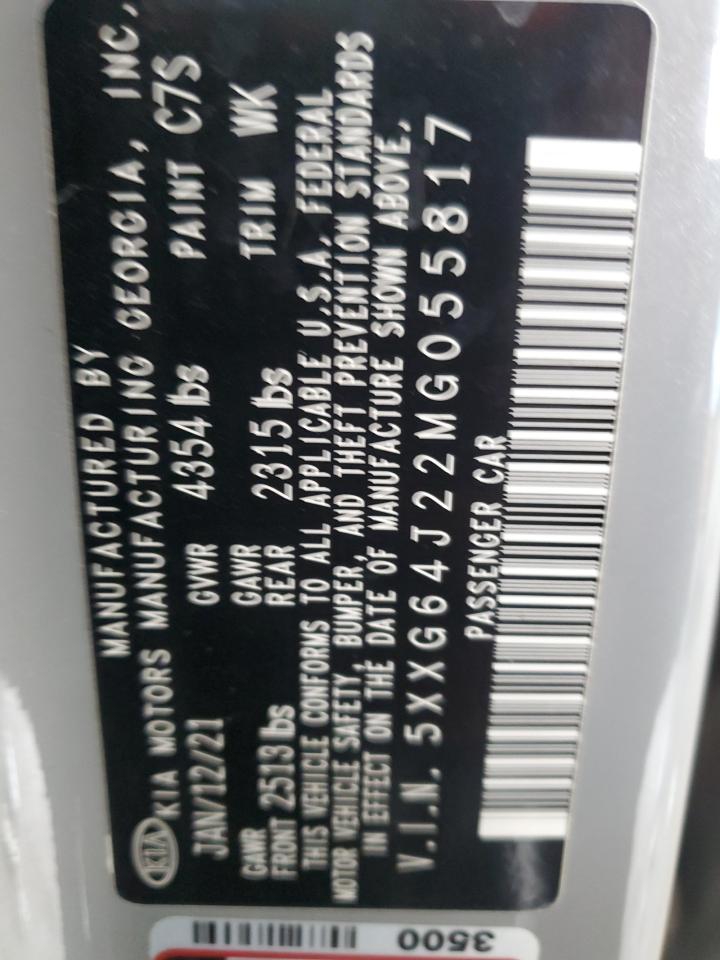 MANUFACTURED BY
KIA KIA MOTORS MANUFACTURING GEORGIA, INC.
JAN/12/21 GVWR 4354 lbs PAINT C7S
GAWR FRONT 2513 lbs GAWR REAR 2315 lbs TRIM WK
THIS VEHICLE CONFORMS TO ALL APPLICABLE U.S.A. FEDERAL
MOTOR VEHICLE SAFETY, BUMPER, AND THEFT PREVENTION STANDARDS
IN EFFECT ON THE DATE OF MANUFACTURE SHOWN ABOVE.
V.I.N. 5XXG64J22MG055817
PASSENGER CAR
3500